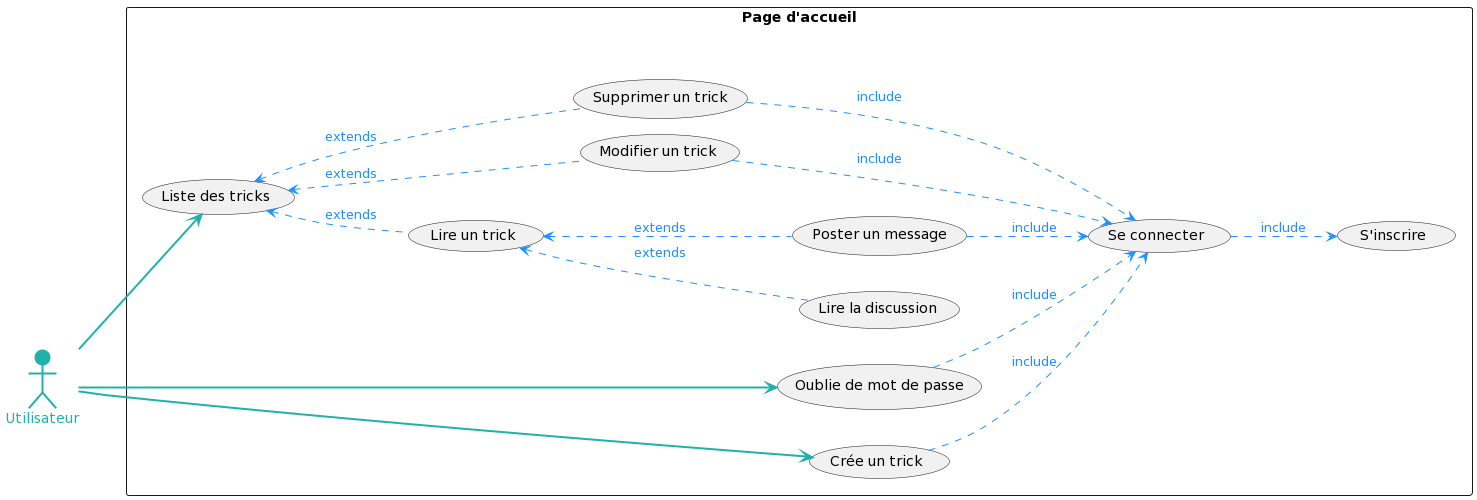 Page d'accueil
Supprimer un trick
include
extends
Modifier un trick
include
extends
Liste des tricks
extends
Lire un trick
extends
Poster un message
include
Se connecter
include
S'inscrire
extends
Lire la discussion
include
Oublie de mot de passe
include
Utilisateur
Crée un trick